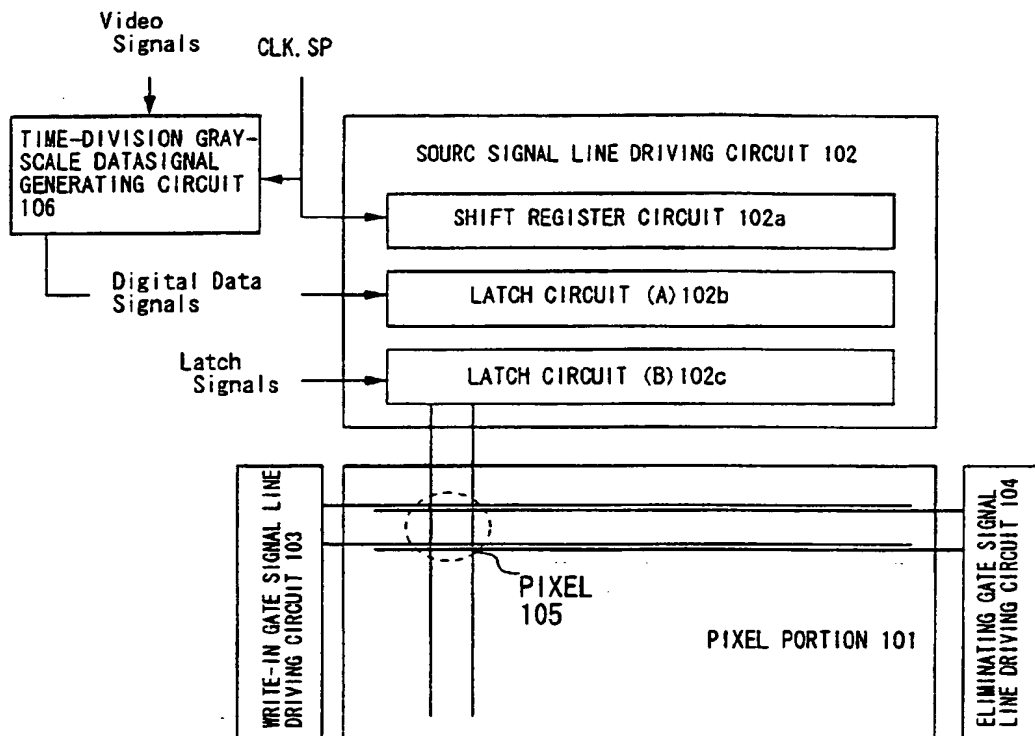 Video
Signals
CLK.SP
TIME-DIVISION GRAY-
SCALE DATASIGNAL
GENERATING CIRCUIT
106
SOURC SIGNAL LINE DRIVING CIRCUIT 102
SHIFT REGISTER CIRCUIT 102a
Digital Data
Signals
LATCH CIRCUIT (A)102b
Latch
Signals
LATCH CIRCUIT (B)102c
WRITE-IN GATE SIGNAL LINE
DRIVING CIRCUIT 103
PIXEL
105
PIXEL PORTION 101
ELIMINATING GATE SIGNAL
LINE DRIVING CIRCUIT 104